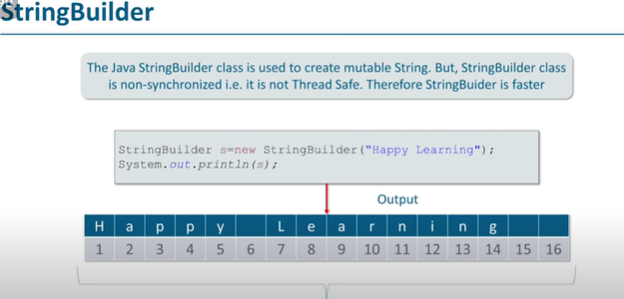 StringBuilder
The Java StringBuilder class is used to create mutable String. But, StringBuilder class
is non-synchronized i.e. it is not Thread Safe. Therefore StringBuider is faster
StringBuilder s=new StringBuilder("Happy Learning");
System.out.println(s);
Output
H a p p y L e a r n i n g
1 2 3 4 5 6 7 8 9 10 11 12 13 14 15 16